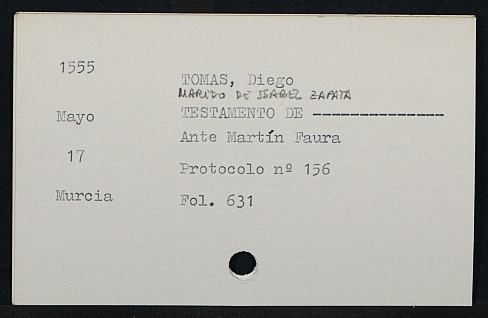 1555
TOMAS, Diego
MARIDO DE ISABEL ZAPATA
Mayo
TESTAMENTO DE --------------
Ante Martín Faura
17
Protocolo nº 156
Murcia
Fol. 631